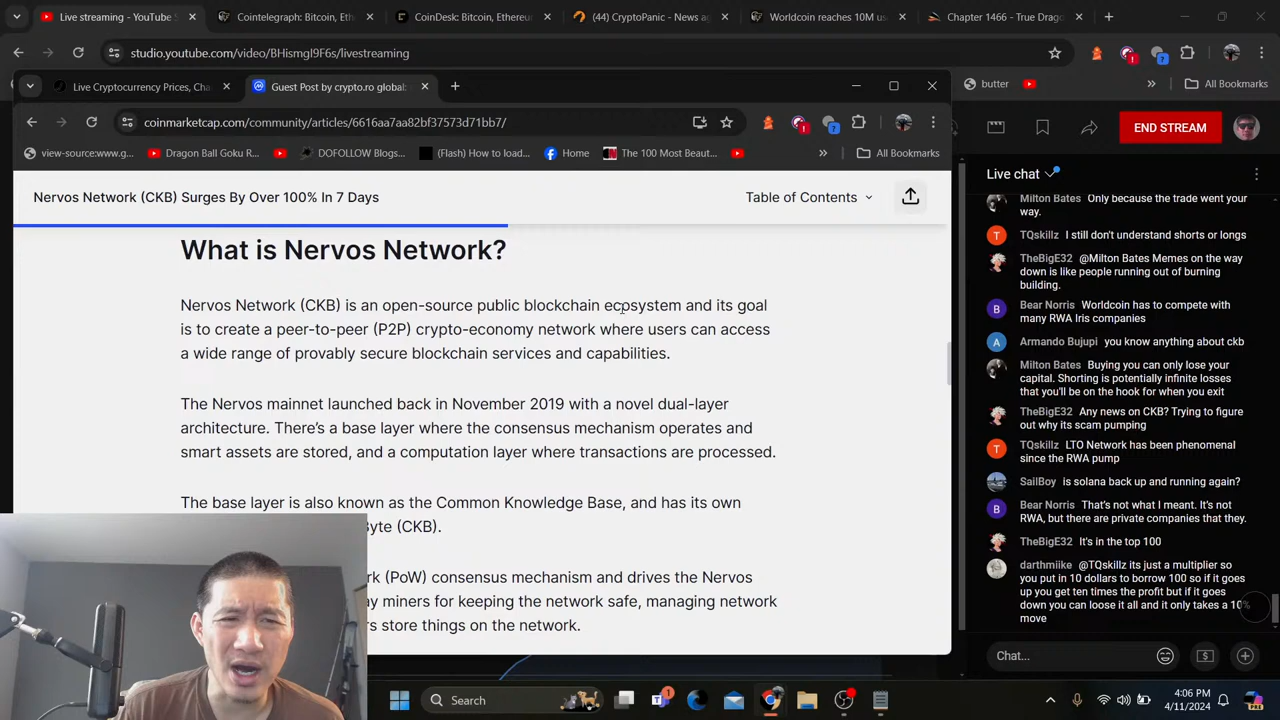 Live streaming - YouTube S
Cointelegraph: Bitcoin, Eth
CoinDesk: Bitcoin, Ethereum
(44) CryptoPanic - News ag
Worldcoin reaches 10M us
Chapter 1466 - True Drago
studio.youtube.com/video/BHismgI9F6s/livestreaming
butter
All Bookmarks
Live Cryptocurrency Prices, Cha
Guest Post by crypto.ro global:
coinmarketcap.com/community/articles/6616aa7aa82bf37573d71bb7/
view-source:www.g...
Dragon Ball Goku R...
DOFOLLOW Blogs...
(Flash) How to load...
Home
The 100 Most Beaut...
All Bookmarks
Nervos Network (CKB) Surges By Over 100% In 7 Days
Table of Contents
What is Nervos Network?
Nervos Network (CKB) is an open-source public blockchain ecosystem and its goal
is to create a peer-to-peer (P2P) crypto-economy network where users can access
a wide range of provably secure blockchain services and capabilities.
The Nervos mainnet launched back in November 2019 with a novel dual-layer
architecture. There's a base layer where the consensus mechanism operates and
smart assets are stored, and a computation layer where transactions are processed.
The base layer is also known as the Common Knowledge Base, and has its own
Byte (CKB).
(PoW) consensus mechanism and drives the Nervos
miners for keeping the network safe, managing network
store things on the network.
END STREAM
Live chat
Milton Bates Only because the trade went your
way.
T
TQskillz I still don't understand shorts or longs
TheBigE32 @Milton Bates Memes on the way
down is like people running out of burning
building.
B
Bear Norris Worldcoin has to compete with
many RWA Iris companies
A
Armando Bujupi you know anything about ckb
Milton Bates Buying you can only lose your
capital. Shorting is potentially infinite losses
that you'll be on the hook for when you exit
TheBigE32 Any news on CKB? Trying to figure
out why its scam pumping
T
TQskillz LTO Network has been phenomenal
since the RWA pump
SailBoy is solana back up and running again?
B
Bear Norris That's not what I meant. It's not
RWA, but there are private companies that they.
TheBigE32 It's in the top 100
darthmiike @TQskillz its just a multiplier so
you put in 10 dollars to borrow 100 so if it goes
up you get ten times the profit but if it goes
down you can loose it all and it only takes a 10%
move
Chat...
Search
1
4:06 PM
4/11/2024